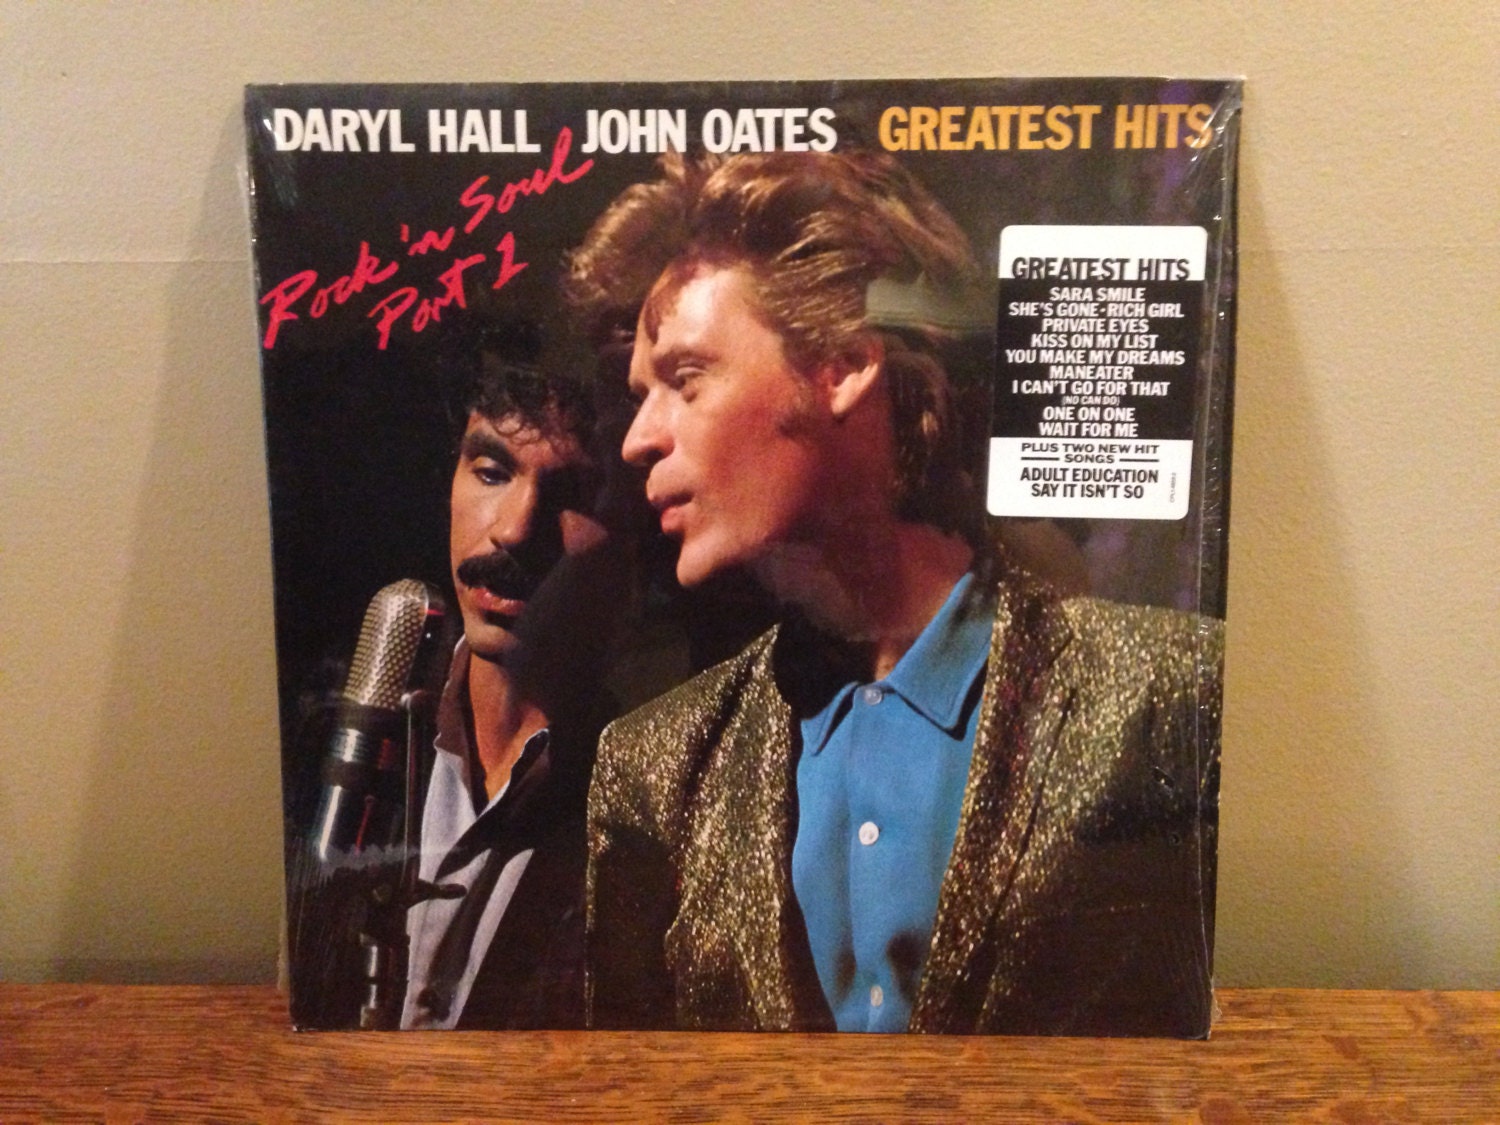 DARYL HALL JOHN OATES GREATEST HITS
Rock 'n Soul
Part 1
GREATEST HITS
SARA SMILE
SHE'S GONE•RICH GIRL
PRIVATE EYES
KISS ON MY LIST
YOU MAKE MY DREAMS
MANEATER
I CAN'T GO FOR THAT
(NO CAN DO)
ONE ON ONE
WAIT FOR ME
PLUS TWO NEW HIT
SONGS
ADULT EDUCATION
SAY IT ISN'T SO